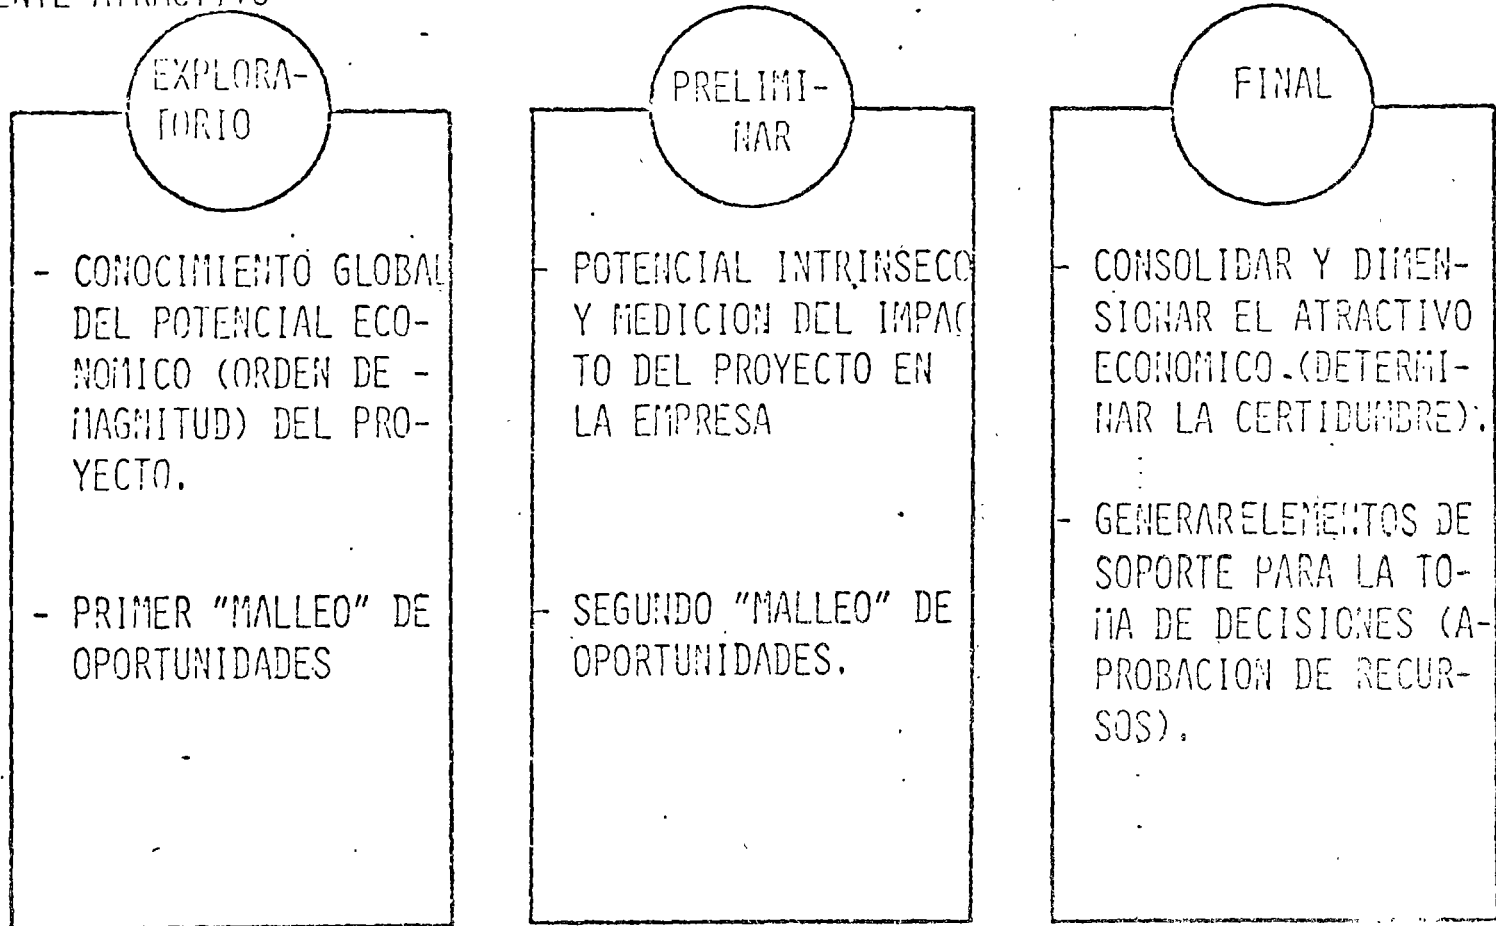 ATRACTIVO
EXPLORA-
TORIO
- CONOCIMIENTO GLOBAL
DEL POTENCIAL ECO-
NOMICO (ORDEN DE -
MAGNITUD) DEL PRO-
YECTO.
- PRIMER "MALLEO" DE
OPORTUNIDADES
PRELIMI-
NAR
- POTENCIAL INTRINSECO
Y MEDICION DEL IMPAC
TO DEL PROYECTO EN
LA EMPRESA
- SEGUNDO "MALLEO" DE
OPORTUNIDADES.
FINAL
- CONSOLIDAR Y DIMEN-
SIONAR EL ATRACTIVO
ECONOMICO.(DETERMI-
NAR LA CERTIDUMBRE).
- GENERAR ELEMENTOS DE
SOPORTE PARA LA TO-
MA DE DECISIONES (A-
PROBACION DE RECUR-
SOS).